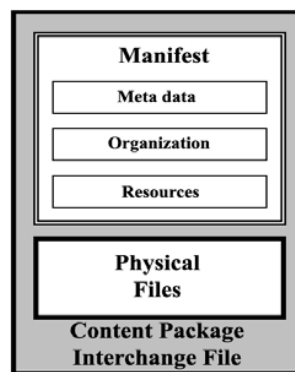 Manifest
Meta data
Organization
Resources
Physical
Files
Content Package
Interchange File